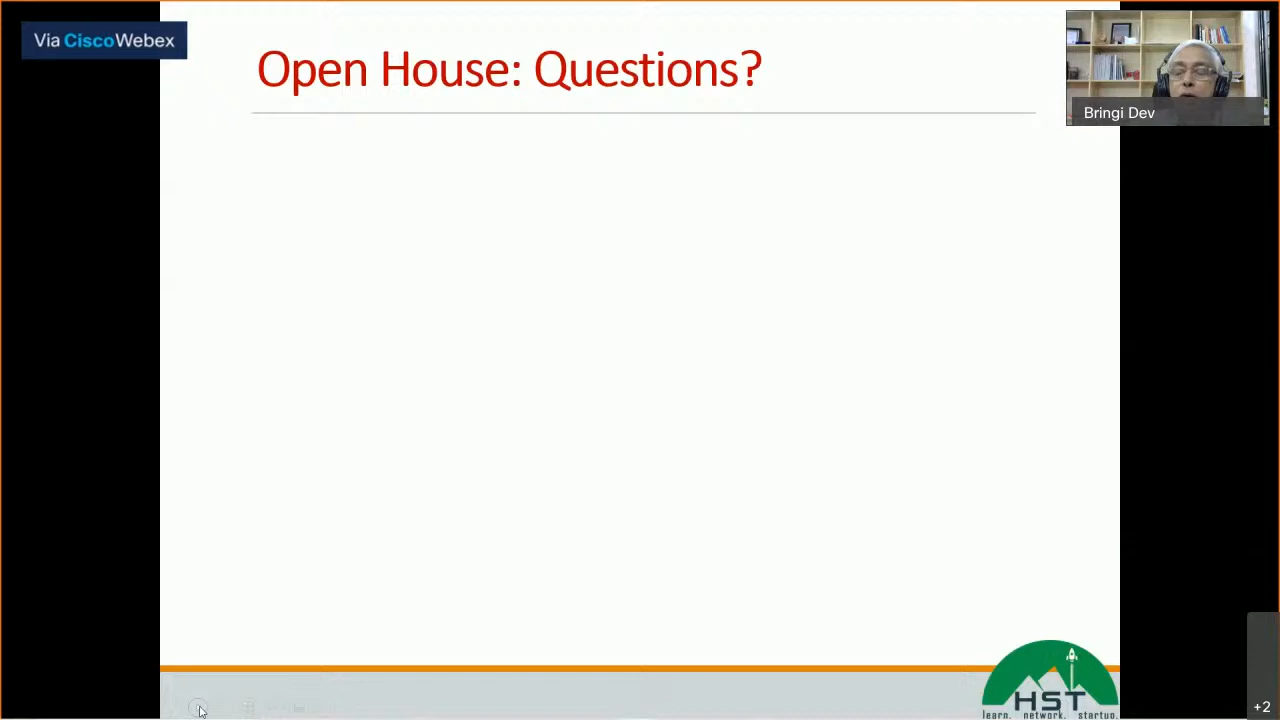 Via CiscoWebex
Open House: Questions?
Bringi Dev
HST
learn. network. startup.
+2